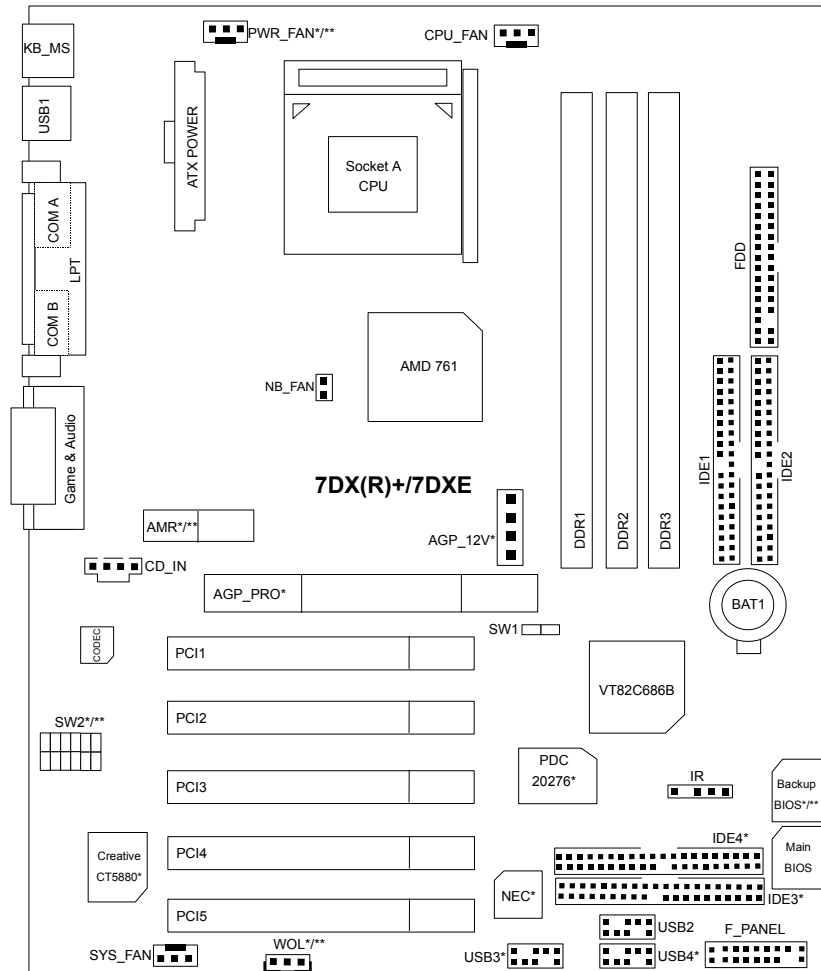 PWR_FAN*/**
CPU_FAN
KB_MS
USB1
ATX POWER
Socket A
CPU
COM A
LPT
COM B
FDD
AMD 761
NB_FAN
Game & Audio
IDE1
IDE2
7DX(R)+/7DXE
AMR*/**
AGP_12V*
DDR1
DDR2
DDR3
CD_IN
AGP_PRO*
BAT1
SW1
CODEC
PCI1
VT82C686B
PCI2
SW2*/**
PDC
20276*
IR
PCI3
Backup
BIOS*/**
IDE4*
Main
BIOS
Creative
CT5880*
PCI4
NEC*
IDE3*
PCI5
USB2
F_PANEL
SYS_FAN
WOL*/**
USB3*
USB4*